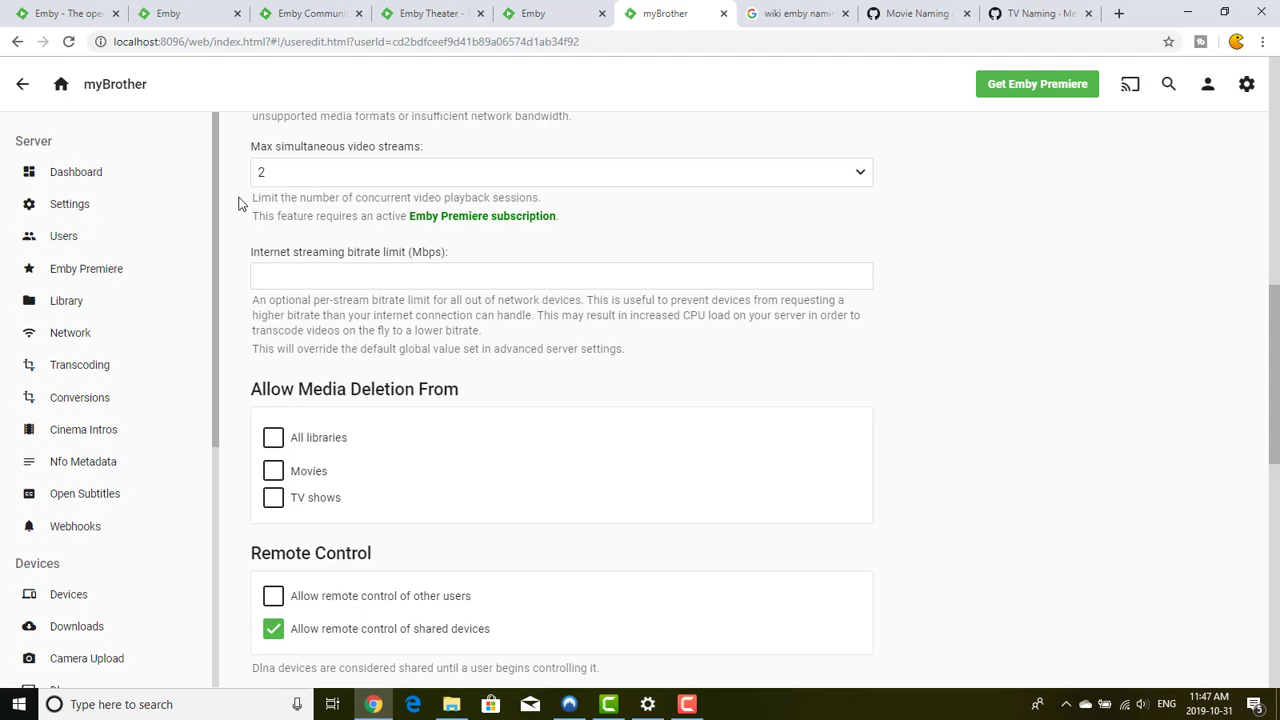 Emby - The open
Emby
Emby Communi
Emby Theater -
Emby
myBrother
wiki emby namin
Movie Naming
TV Naming · Me
localhost:8096/web/index.html?#!/useredit.html?userId=cd2bdfceef9d41b89a06574d1ab34f92
myBrother
Get Emby Premiere
Server
Dashboard
Settings
Users
Emby Premiere
Library
Network
Transcoding
Conversions
Cinema Intros
Nfo Metadata
Open Subtitles
Webhooks
Devices
Devices
Downloads
Camera Upload
unsupported media formats or insufficient network bandwidth.
Max simultaneous video streams:
2
Limit the number of concurrent video playback sessions.
This feature requires an active Emby Premiere subscription.
Internet streaming bitrate limit (Mbps):
An optional per-stream bitrate limit for all out of network devices. This is useful to prevent devices from requesting a
higher bitrate than your internet connection can handle. This may result in increased CPU load on your server in order to
transcode videos on the fly to a lower bitrate.
This will override the default global value set in advanced server settings.
Allow Media Deletion From
All libraries
Movies
TV shows
Remote Control
Allow remote control of other users
Allow remote control of shared devices
Dlna devices are considered shared until a user begins controlling it.
Type here to search
ENG
11:47 AM
2019-10-31